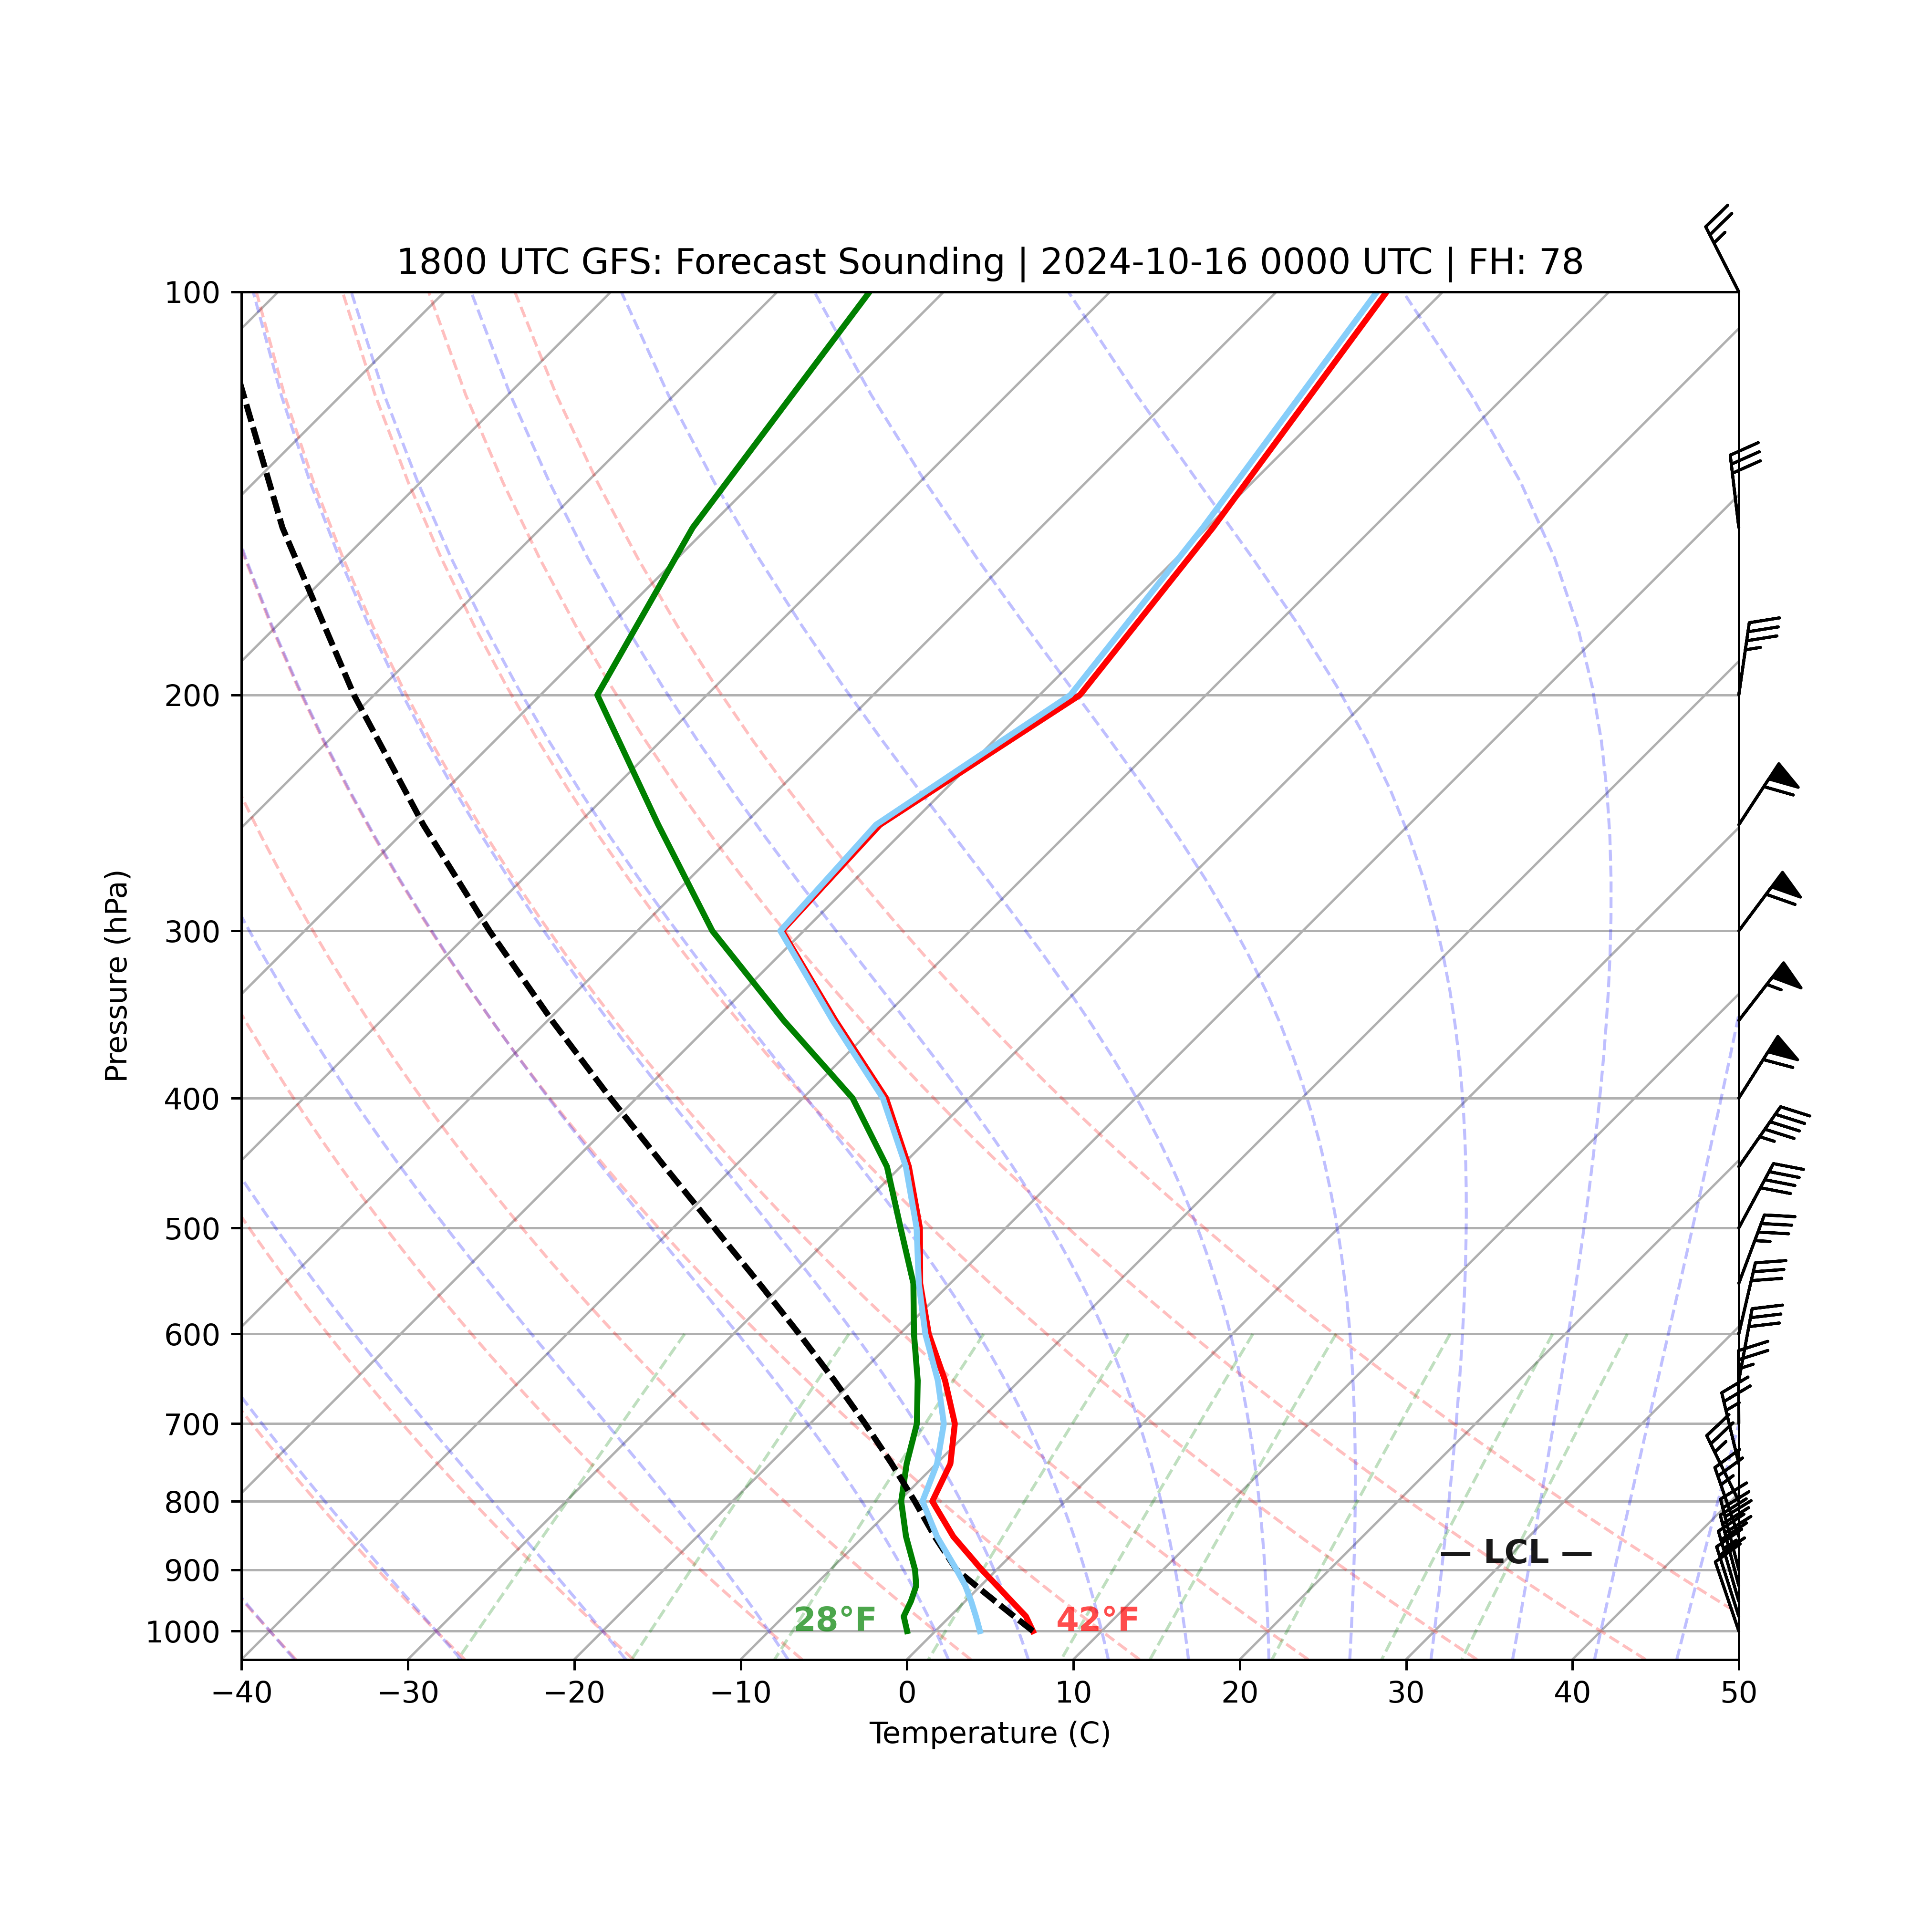 1800 UTC GFS: Forecast Sounding | 2024-10-16 0000 UTC | FH: 78
100
200
300
400
500
600
700
800
900
1000
Pressure (hPa)
— LCL —
28°F
42°F
−40 −30 −20 −10 0 10 20 30 40 50
Temperature (C)